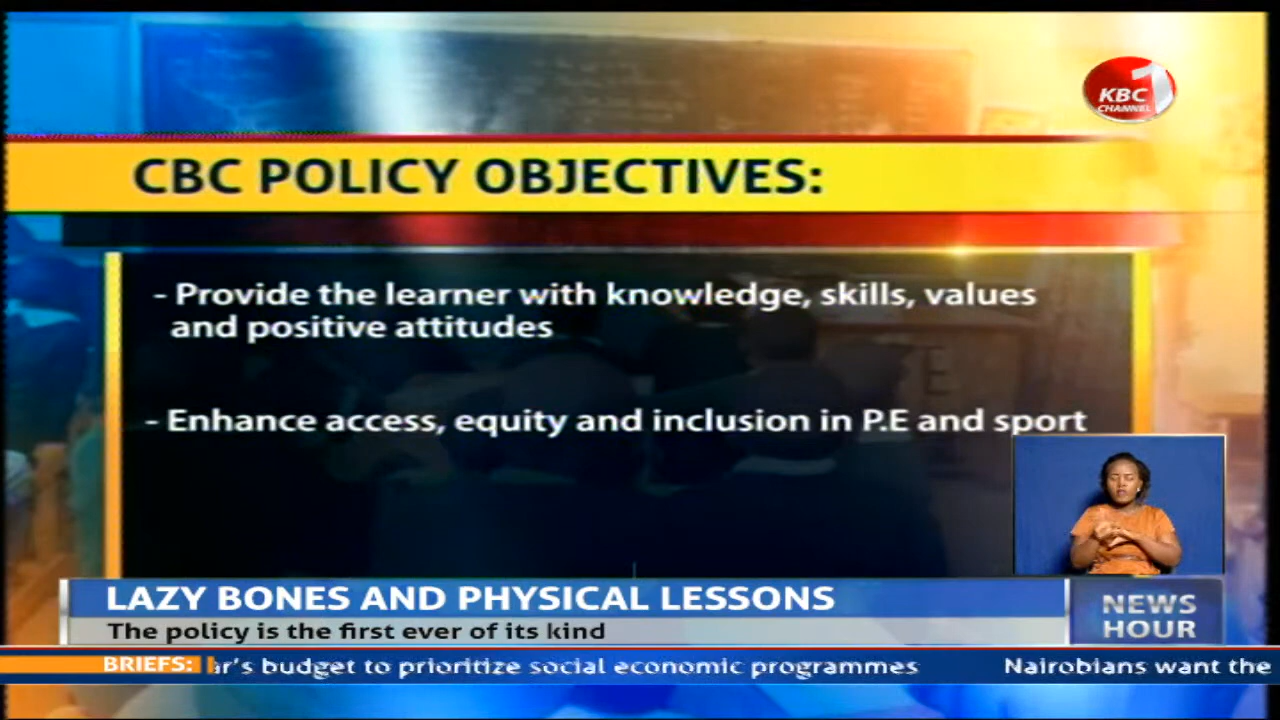 KBC
CHANNEL 1
CBC POLICY OBJECTIVES:
- Provide the learner with knowledge, skills, values
and positive attitudes
- Enhance access, equity and inclusion in P.E and sport
LAZY BONES AND PHYSICAL LESSONS
The policy is the first ever of its kind
NEWS
HOUR
BRIEFS: ar's budget to prioritize social economic programmes Nairobians want the